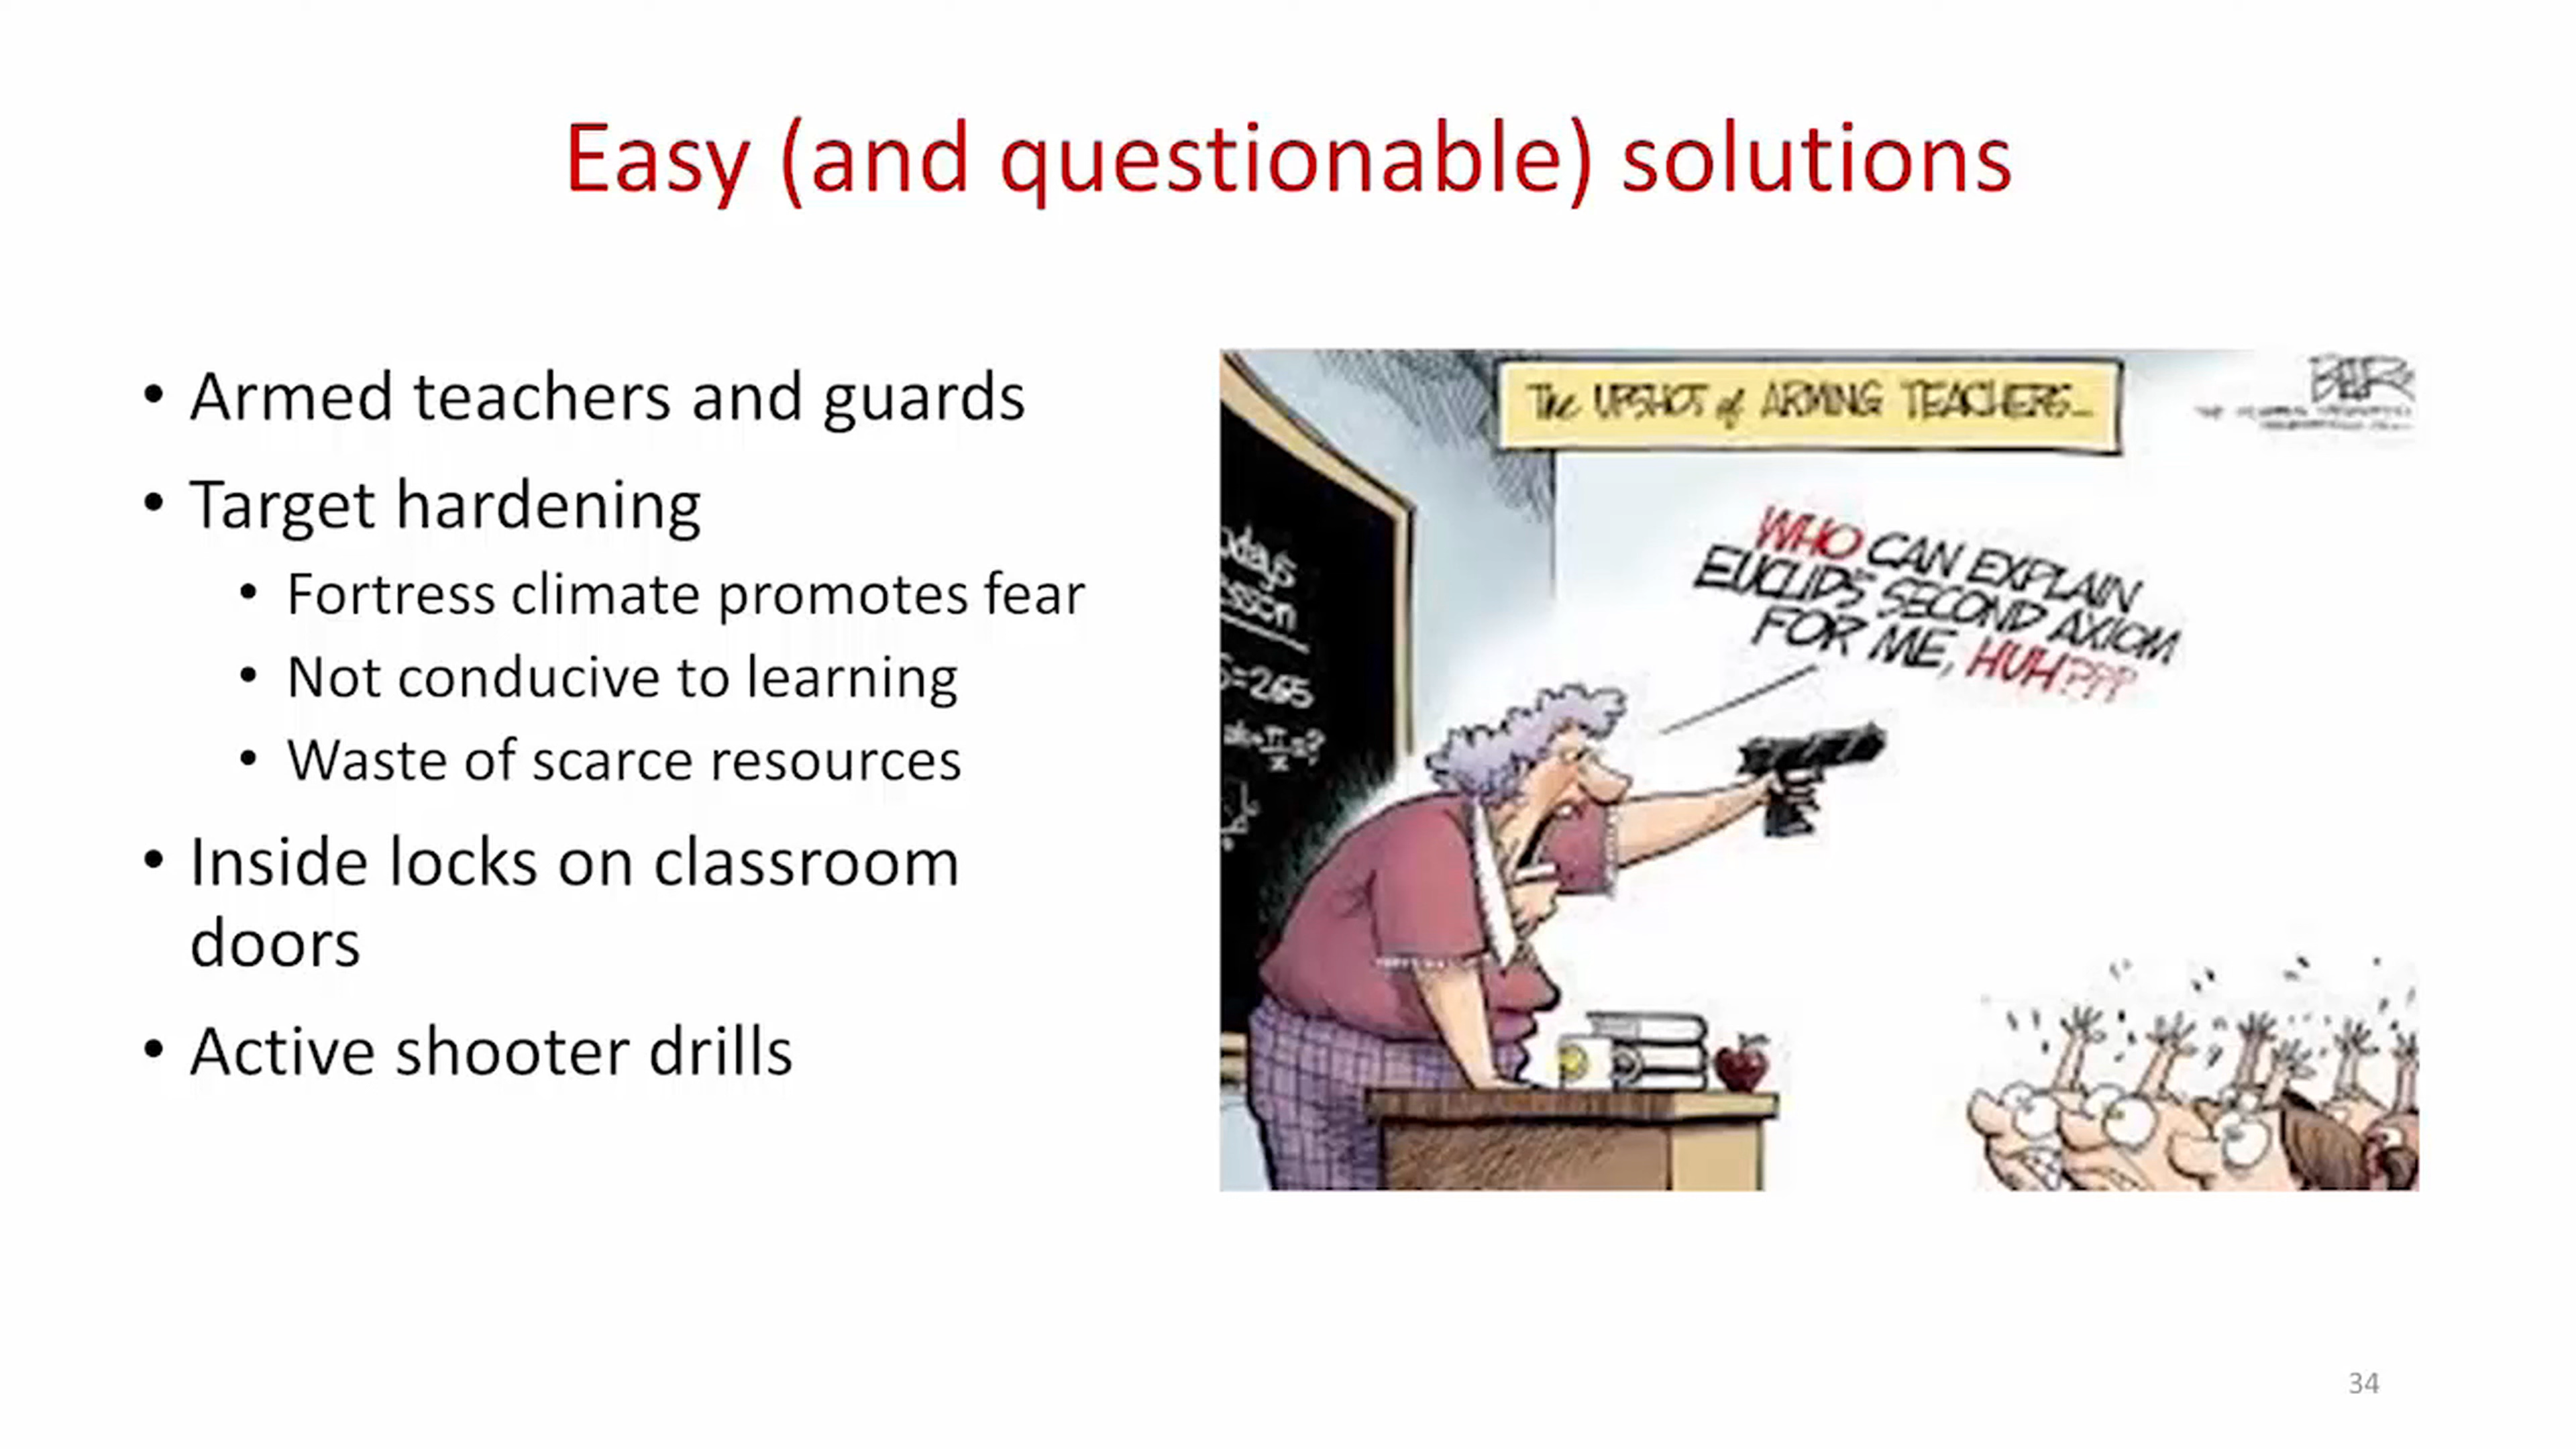 Easy (and questionable) solutions
• Armed teachers and guards
• Target hardening
• Fortress climate promotes fear
• Not conducive to learning
• Waste of scarce resources
• Inside locks on classroom
doors
• Active shooter drills
The UPSHOT of ARMING TEACHERS...
WHO CAN EXPLAIN
EUCLID'S SECOND AXIOM
FOR ME, HUH???
34